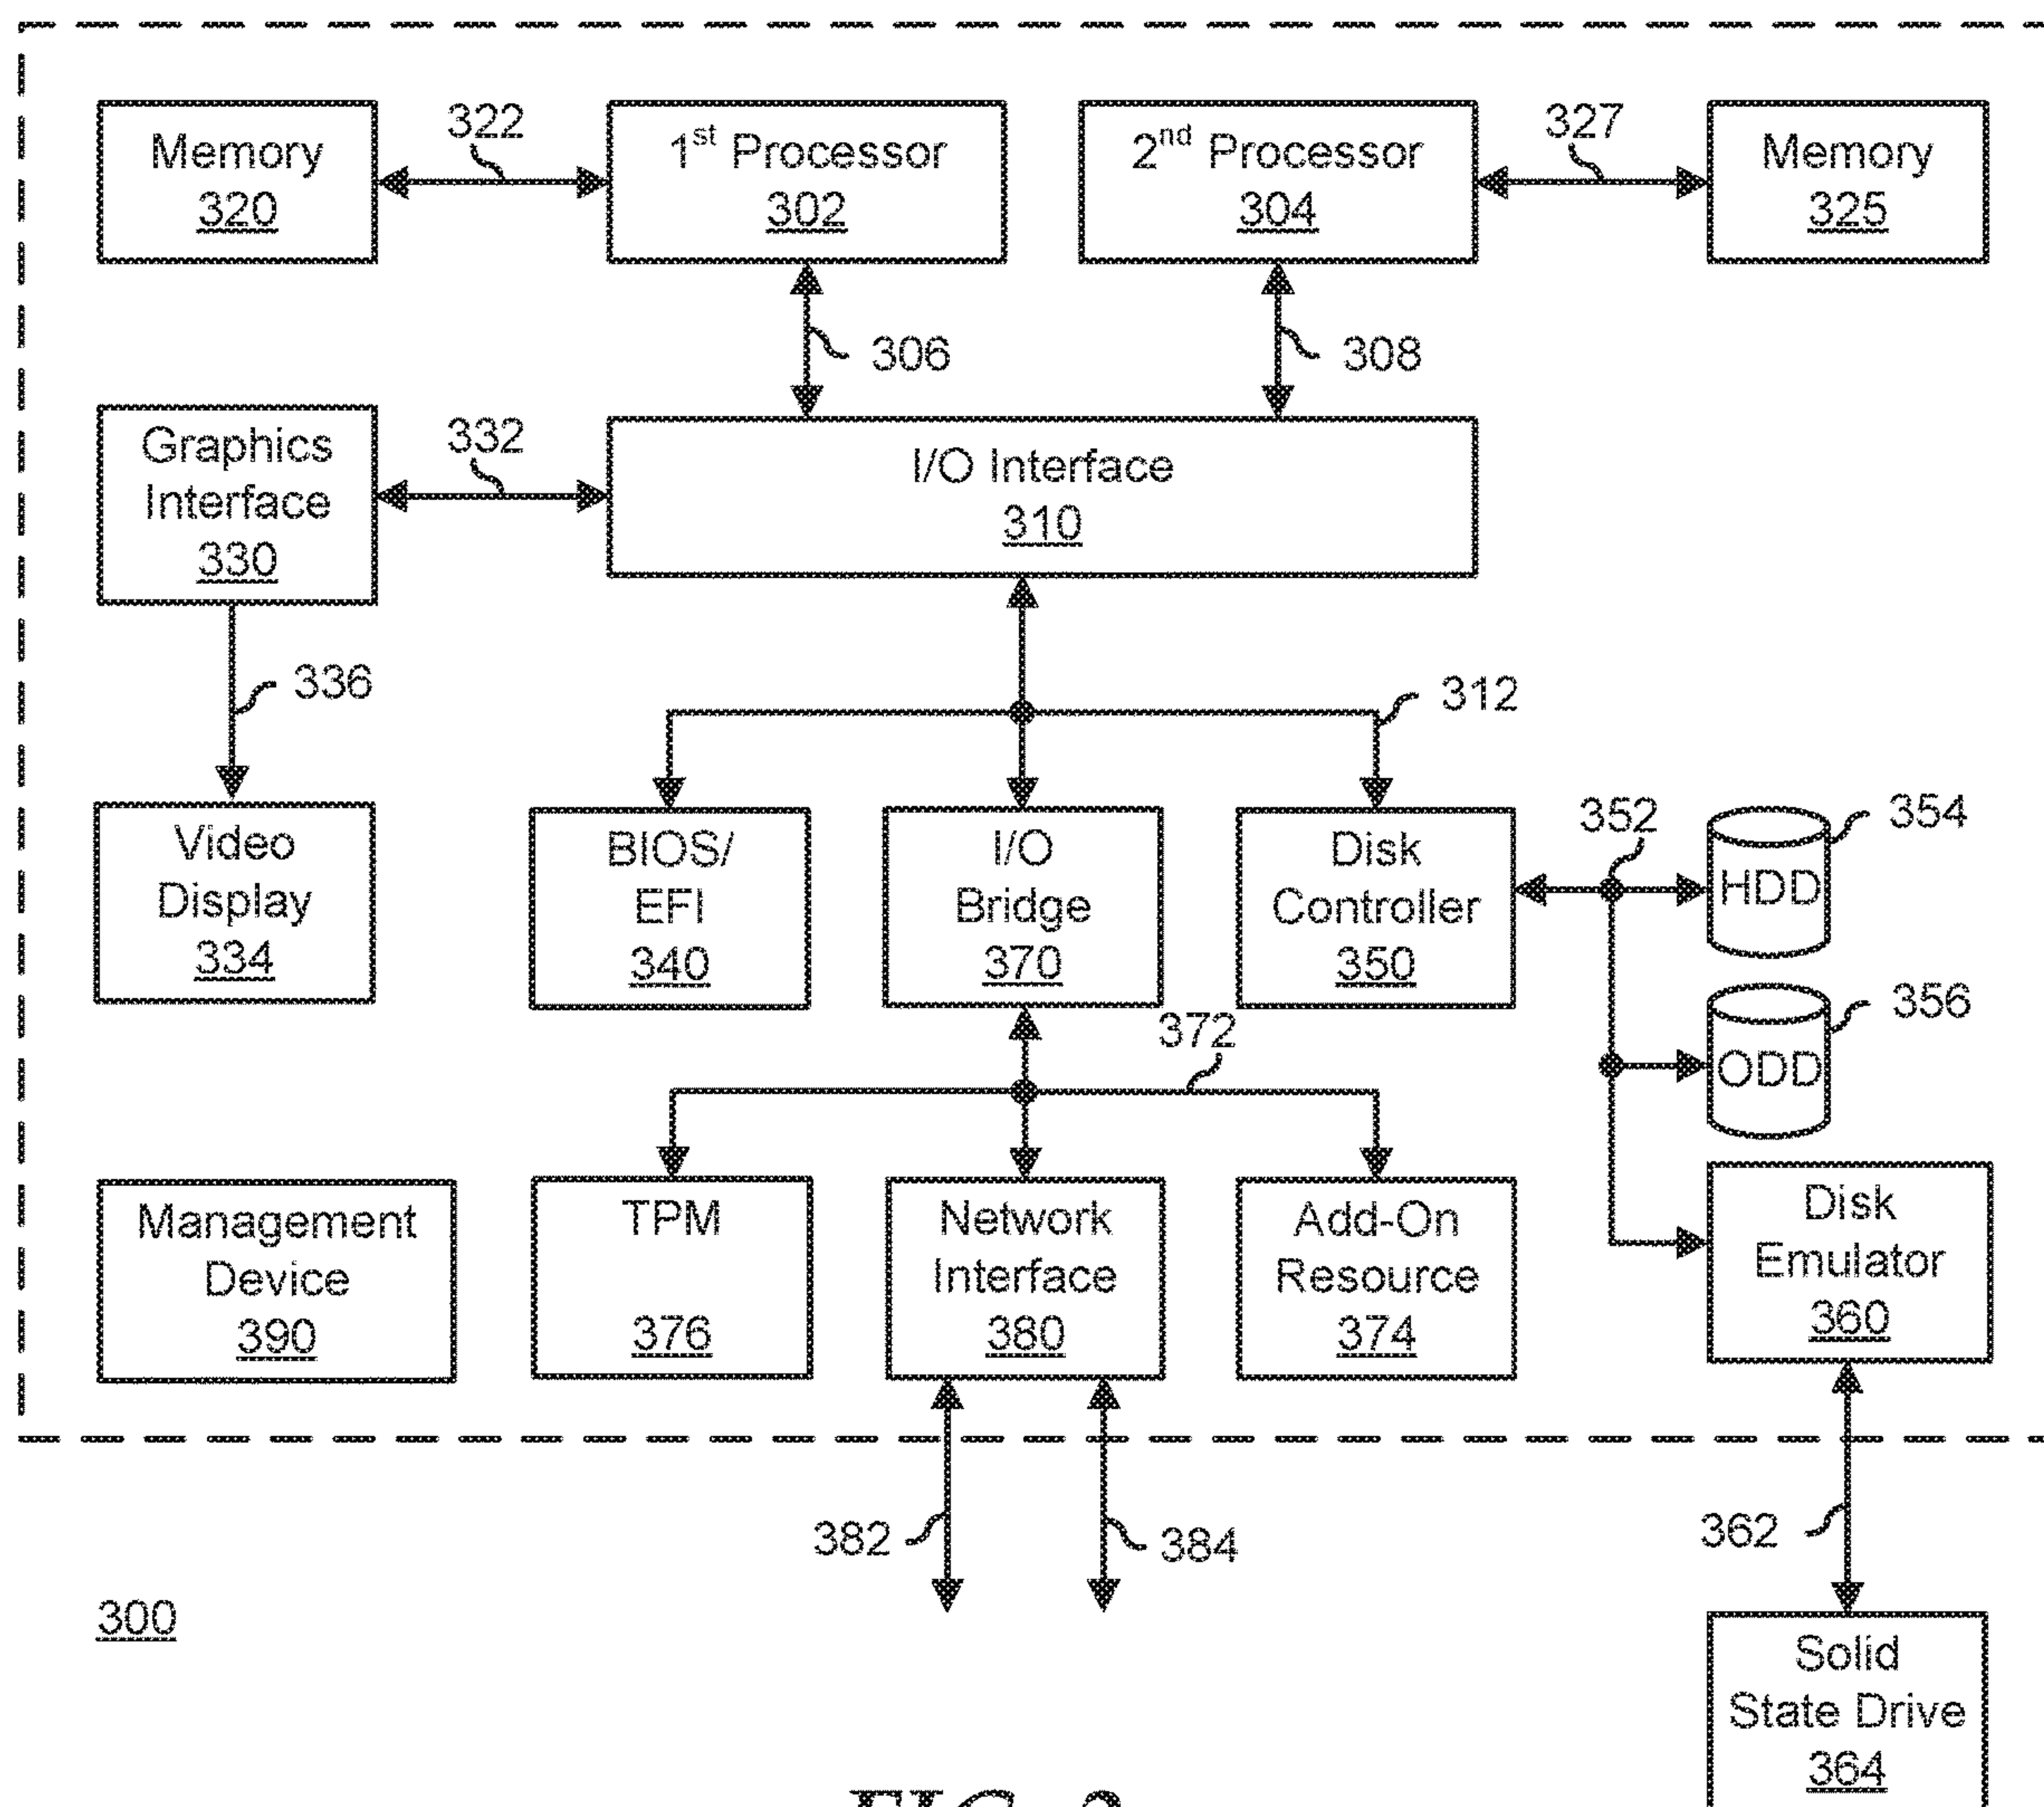 Memory
320
322
1st Processor
302
2nd Processor
304
327
Memory
325
306
308
Graphics
Interface
330
332
I/O Interface
310
336
312
Video
Display
334
BIOS/
EFI
340
I/O
Bridge
370
Disk
Controller
350
352
354
HDD
356
ODD
372
Management
Device
390
TPM
376
Network
Interface
380
Add-On
Resource
374
Disk
Emulator
360
382
384
362
300
Solid
State Drive
364